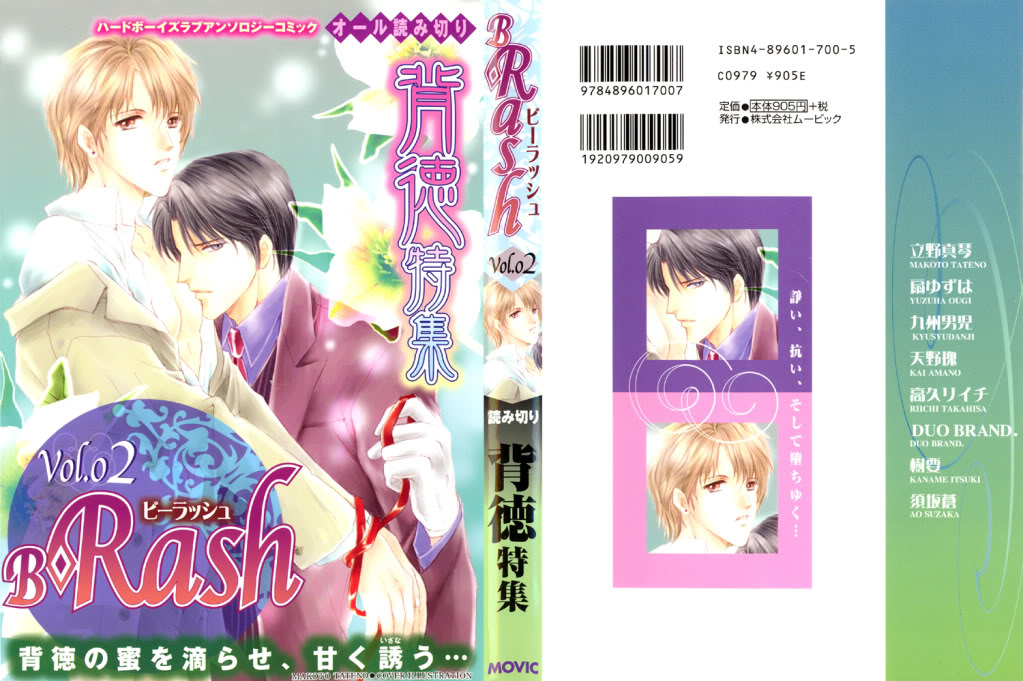 ハードボーイズラブアンソロジーコミック
オール読み切り
背徳特集
Vol.02
ビーラッシュ
B Rash
背徳の蜜を滴らせ、甘く誘う…
いざな
MAKOTO TATENO●COVER ILLUSTRATION
B Rash
ビーラッシュ
Vol.02
読み切り
背徳特集
MOVIC
ISBN4-89601-700-5
C0979 ¥905E
9784896017007
定価●本体905円+税
発行●株式会社ムービック
1920979009059
諍い、抗い、そして堕ちゆく…
立野真琴
MAKOTO TATENO
扇ゆずは
YUZUHA OUGI
九州男児
KYUSYUDANJI
天野瑰
KAI AMANO
高久リイチ
RIICHI TAKAHISA
DUO BRAND.
DUO BRAND.
樹要
KANAME ITSUKI
須坂蒼
AO SUZAKA